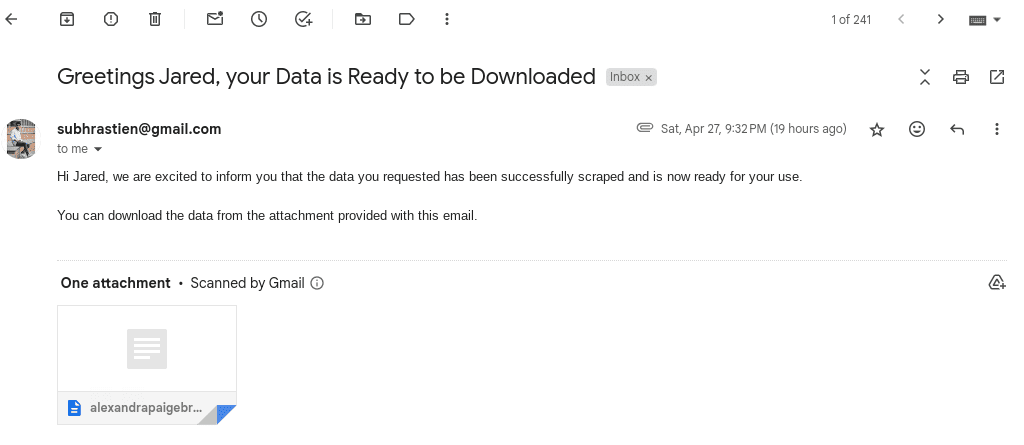 1 of 241
Greetings Jared, your Data is Ready to be Downloaded Inbox ×
subhrastien@gmail.com Sat, Apr 27, 9:32 PM (19 hours ago)
to me
Hi Jared, we are excited to inform you that the data you requested has been successfully scraped and is now ready for your use.
You can download the data from the attachment provided with this email.
One attachment • Scanned by Gmail
alexandrapaigebr...